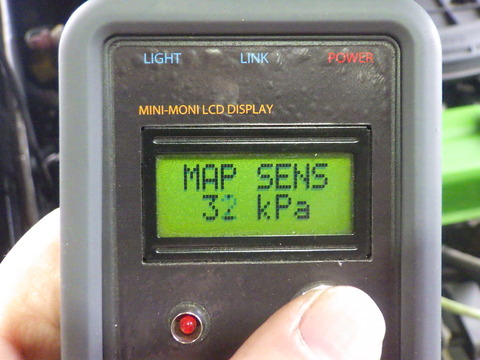 LIGHT LINK POWER
MINI-MONI LCD DISPLAY
MAP SENS
32 kPa